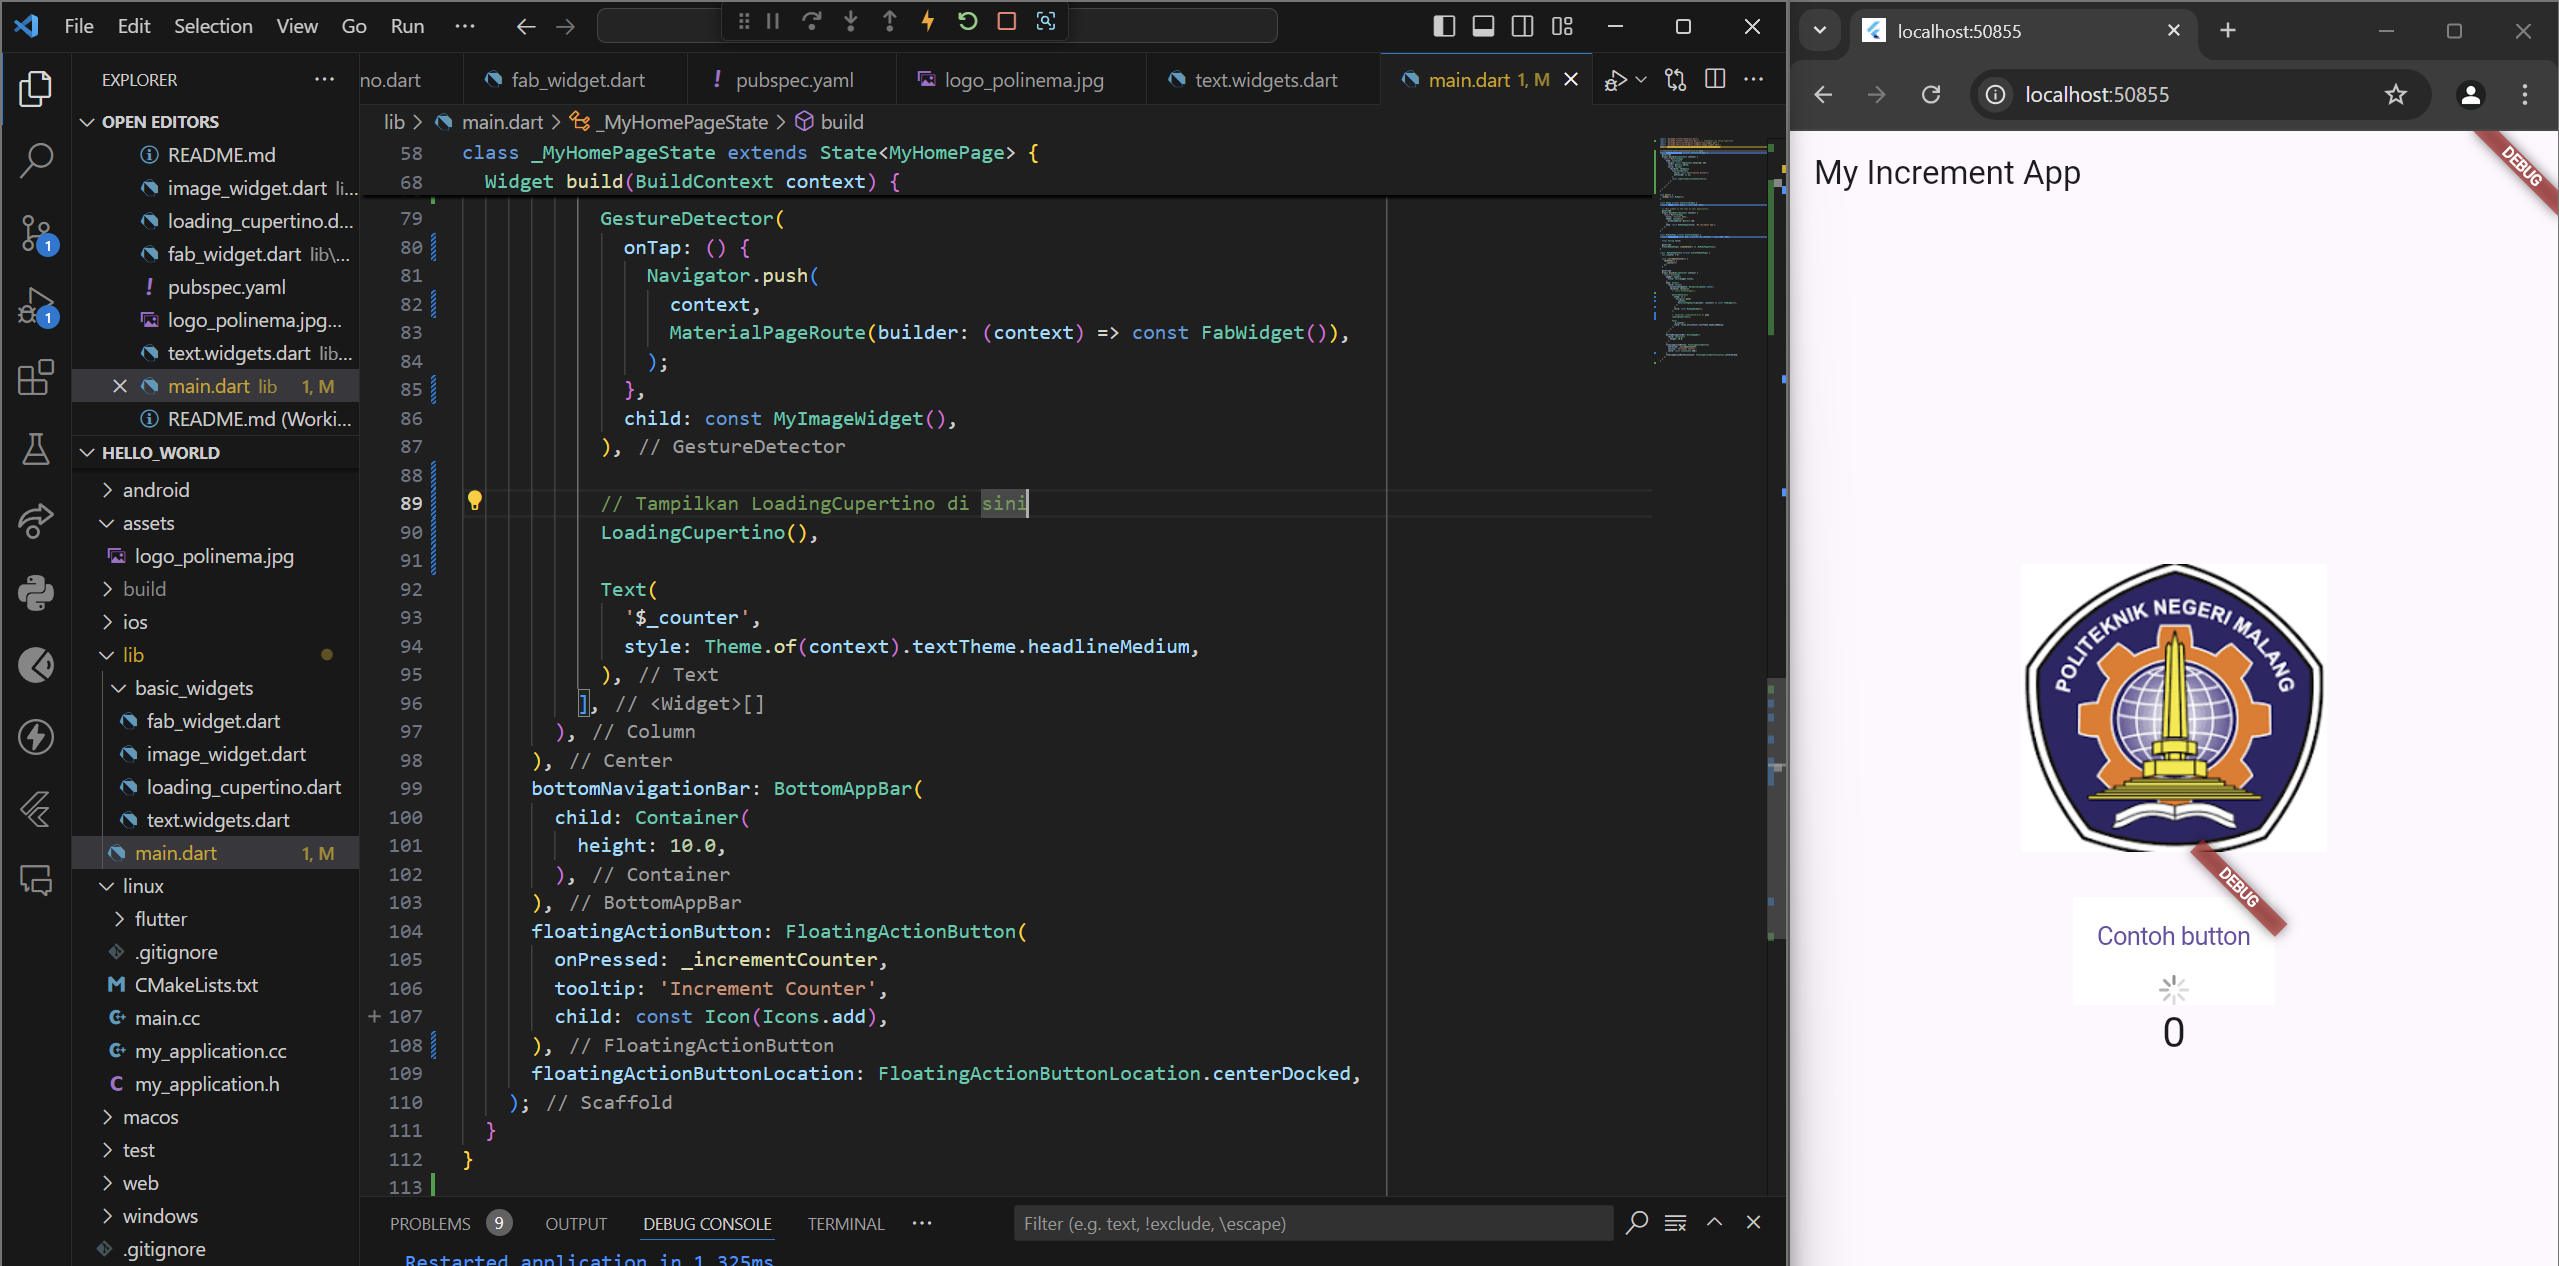 File Edit Selection View Go Run ···
EXPLORER ···
OPEN EDITORS
README.md
image_widget.dart li...
loading_cupertino.d...
fab_widget.dart lib\...
! pubspec.yaml
logo_polinema.jpg...
text.widgets.dart lib...
main.dart lib 1, M
README.md (Worki...
HELLO_WORLD
android
assets
logo_polinema.jpg
build
ios
lib
basic_widgets
fab_widget.dart
image_widget.dart
loading_cupertino.dart
text.widgets.dart
main.dart 1, M
linux
flutter
.gitignore
CMakeLists.txt
main.cc
my_application.cc
my_application.h
macos
test
web
windows
.gitignore
1
1
no.dart fab_widget.dart ! pubspec.yaml logo_polinema.jpg text.widgets.dart main.dart 1, M
lib > main.dart > _MyHomePageState > build
58 class _MyHomePageState extends State<MyHomePage> {
68 Widget build(BuildContext context) {
79 GestureDetector(
80 onTap: () {
81 Navigator.push(
82 context,
83 MaterialPageRoute(builder: (context) => const FabWidget()),
84 );
85 },
86 child: const MyImageWidget(),
87 ), // GestureDetector
88
89 // Tampilkan LoadingCupertino di sini
90 LoadingCupertino(),
91
92 Text(
93 '$_counter',
94 style: Theme.of(context).textTheme.headlineMedium,
95 ), // Text
96 ], // <Widget>[]
97 ), // Column
98 ), // Center
99 bottomNavigationBar: BottomAppBar(
100 child: Container(
101 height: 10.0,
102 ), // Container
103 ), // BottomAppBar
104 floatingActionButton: FloatingActionButton(
105 onPressed: _incrementCounter,
106 tooltip: 'Increment Counter',
107 child: const Icon(Icons.add),
108 ), // FloatingActionButton
109 floatingActionButtonLocation: FloatingActionButtonLocation.centerDocked,
110 ); // Scaffold
111 }
112 }
113
PROBLEMS 9 OUTPUT DEBUG CONSOLE TERMINAL ··· Filter (e.g. text, !exclude, \escape)
Restarted application in 1.325ms.
localhost:50855
localhost:50855
My Increment App
DEBUG
POLITEKNIK NEGERI MALANG
DEBUG
Contoh button
0